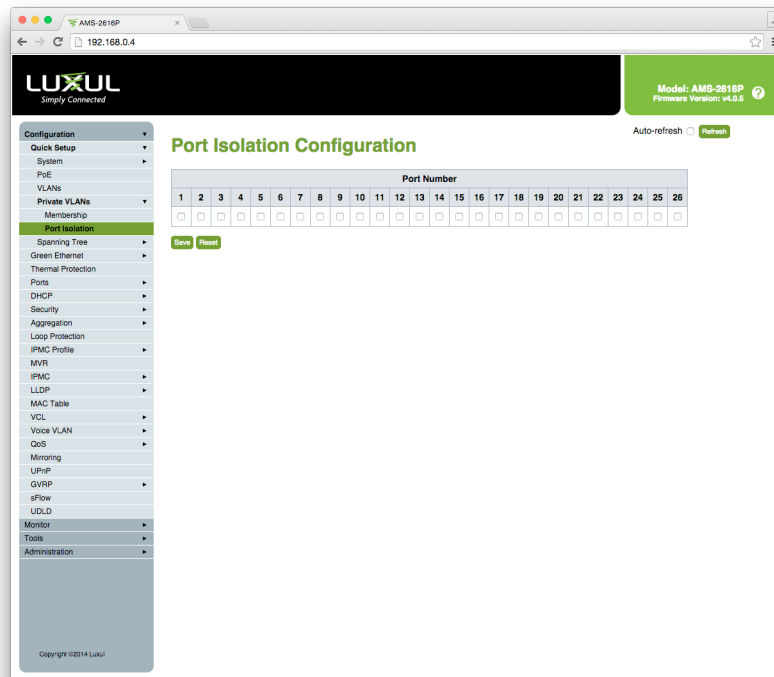 AMS-2616P
192.168.0.4
LUXUL
Simply Connected
Model: AMS-2616P
Firmware Version: v4.0.5
Configuration
Quick Setup
System
PoE
VLANs
Private VLANs
Membership
Port Isolation
Spanning Tree
Green Ethernet
Thermal Protection
Ports
DHCP
Security
Aggregation
Loop Protection
IPMC Profile
MVR
IPMC
LLDP
MAC Table
VCL
Voice VLAN
QoS
Mirroring
UPnP
GVRP
sFlow
UDLD
Monitor
Tools
Administration
Copyright ©2014 Luxul
Auto-refresh Refresh
Port Isolation Configuration
Port Number
1 2 3 4 5 6 7 8 9 10 11 12 13 14 15 16 17 18 19 20 21 22 23 24 25 26
Save Reset